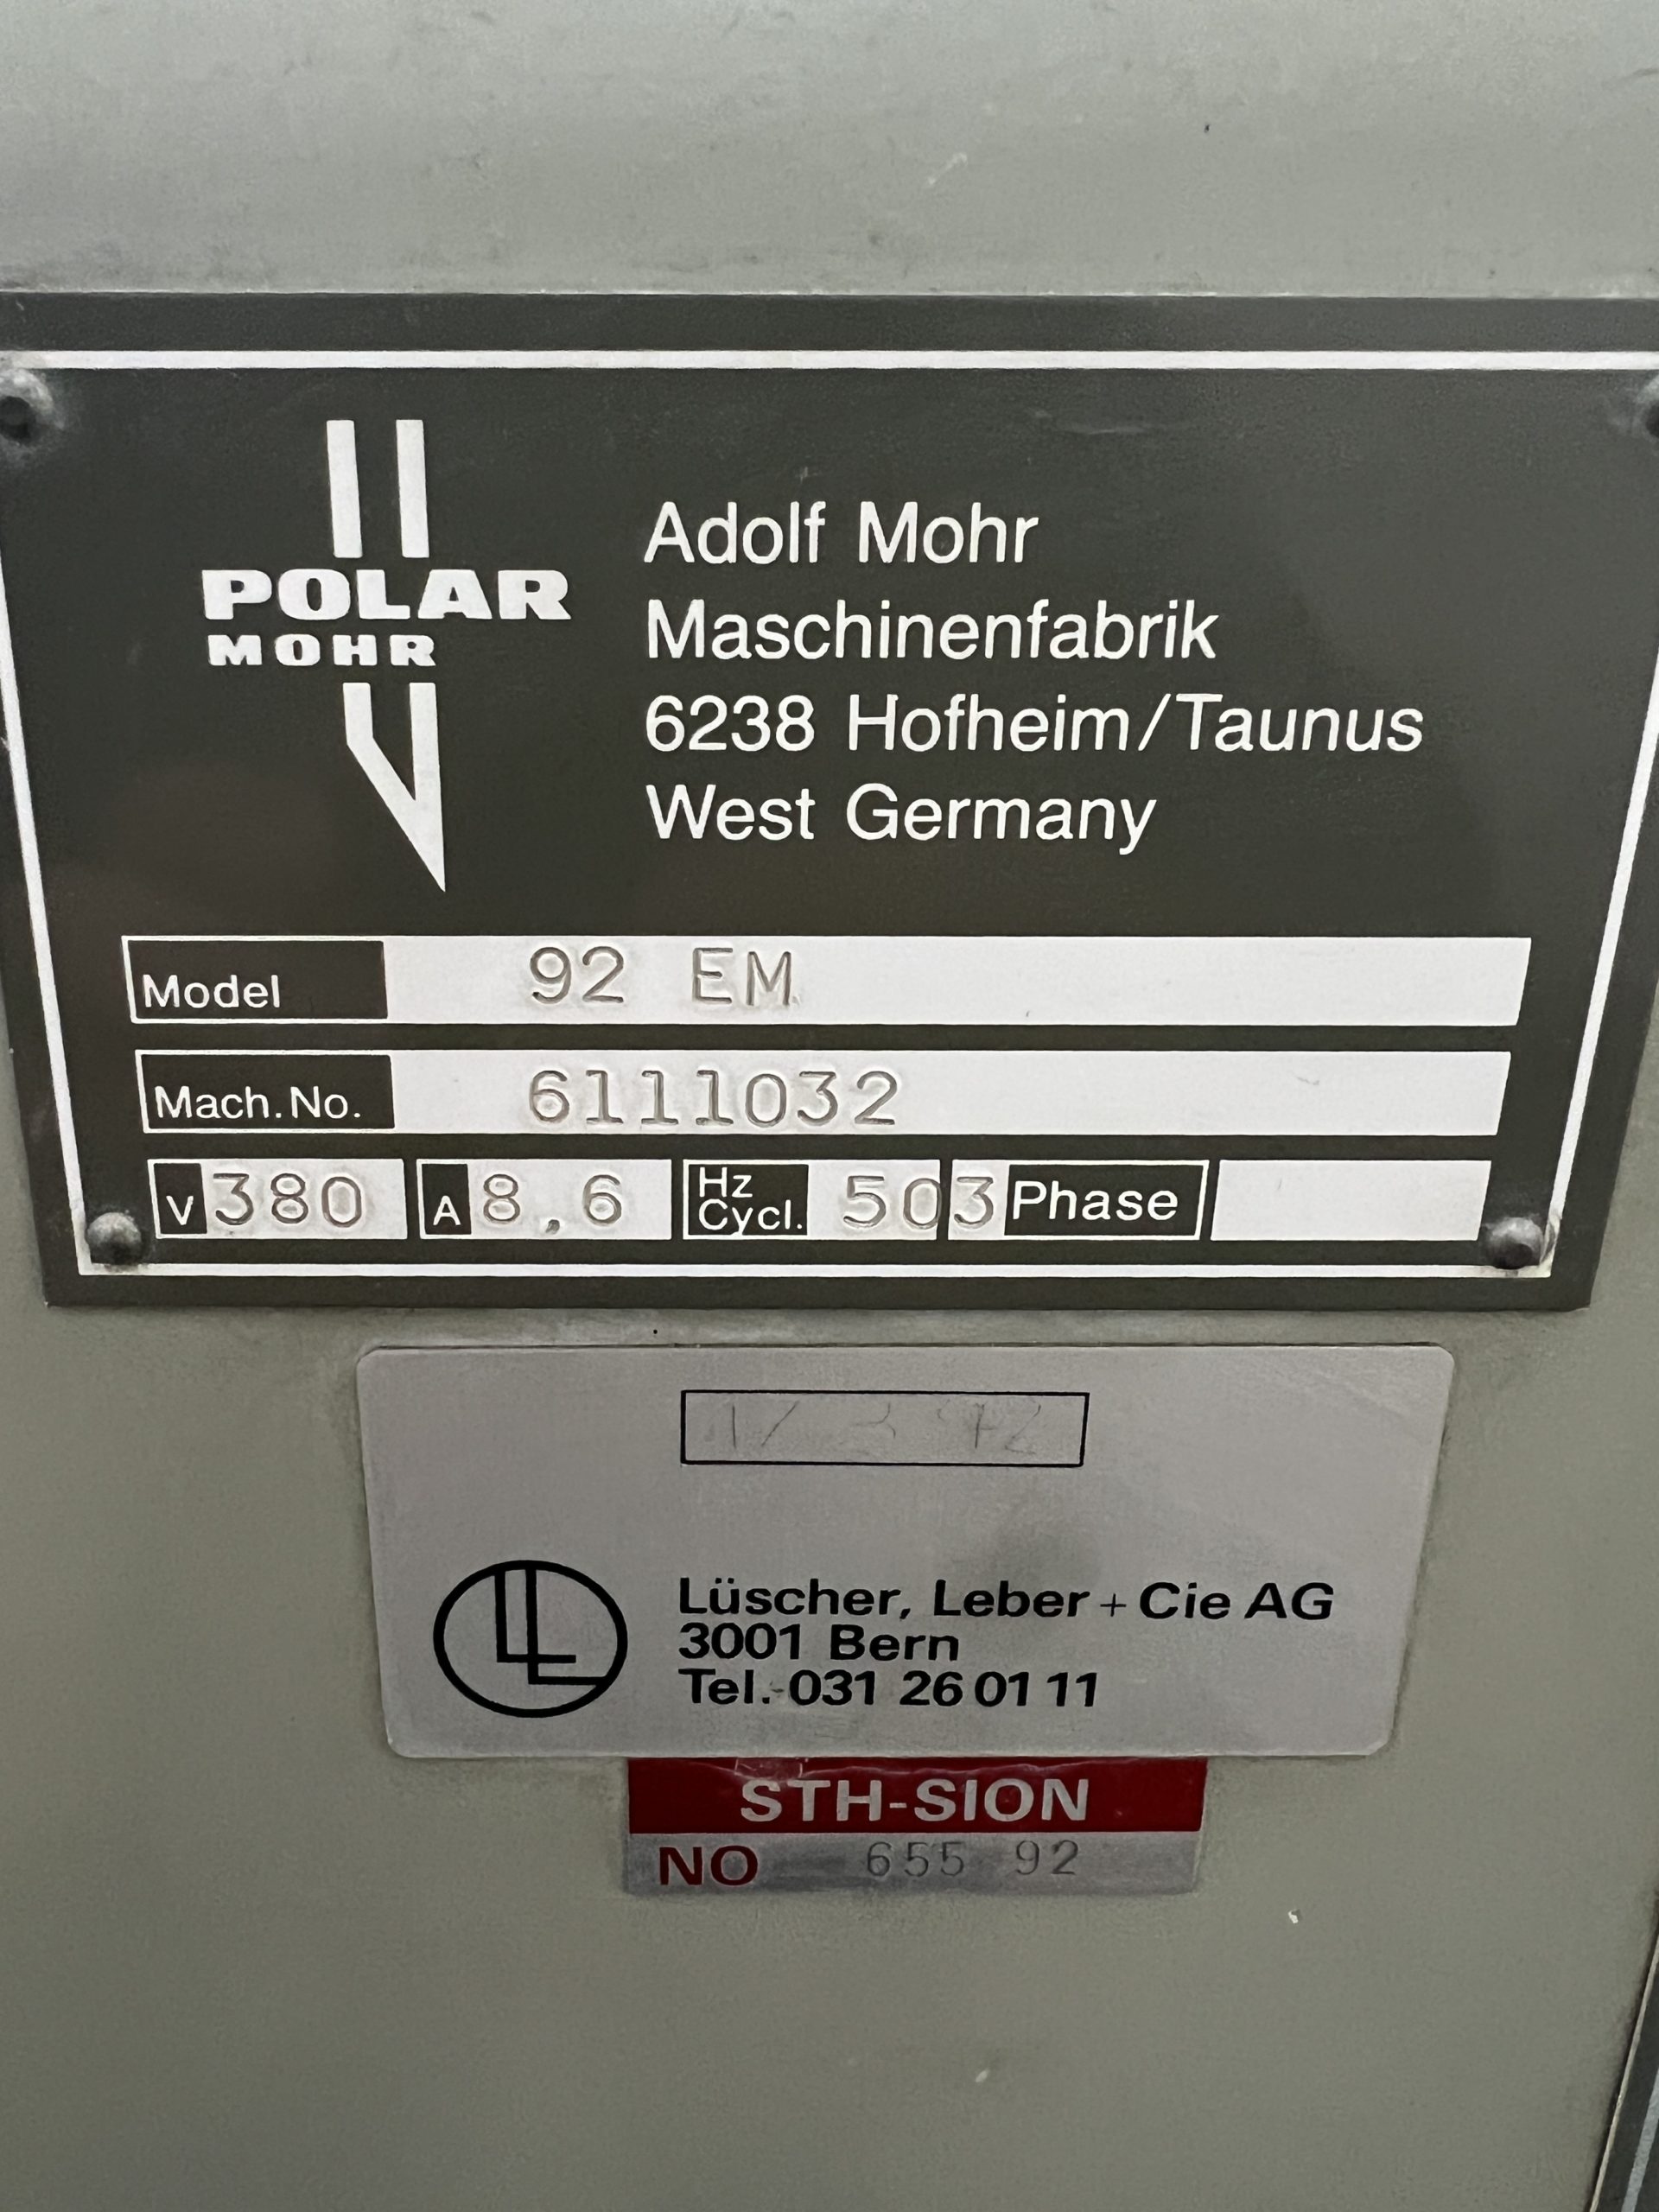 POLAR
MOHR
Adolf Mohr
Maschinenfabrik
6238 Hofheim/Taunus
West Germany
Model 92 EM
Mach. No. 6111032
V 380 A 8,6 Hz Cycl. 50 3 Phase
Lüscher, Leber + Cie AG
3001 Bern
Tel. 031 26 01 11
STH-SION
NO 655 92